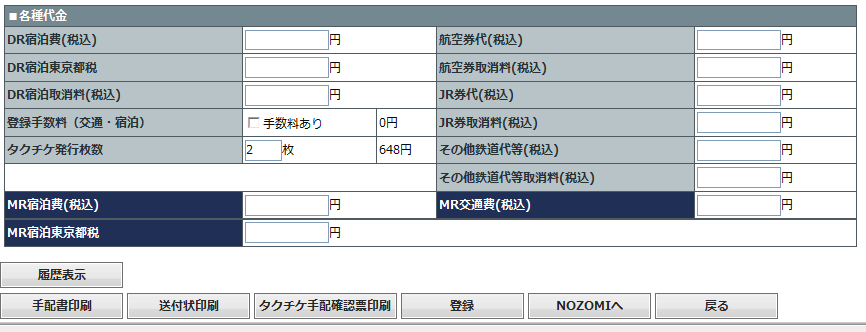 ■各種代金
DR宿泊費(税込) 円 航空券代(税込) 円
DR宿泊東京都税 円 航空券取消料(税込) 円
DR宿泊取消料(税込) 円 JR券代(税込) 円
登録手数料（交通・宿泊） 手数料あり 0円 JR券取消料(税込) 円
タクチケ発行枚数 2 枚 648円 その他鉄道代等(税込) 円
その他鉄道代等取消料(税込) 円
MR宿泊費(税込) 円 MR交通費(税込) 円
MR宿泊東京都税 円
履歴表示
手配書印刷 送付状印刷 タクチケ手配確認票印刷 登録 NOZOMIへ 戻る